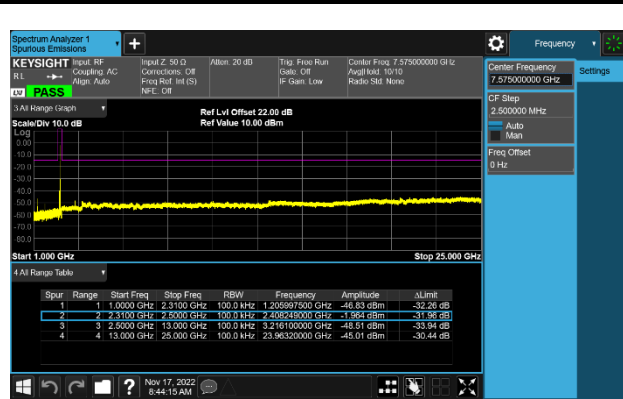 Spectrum Analyzer 1
Spurious Emissions
+
Frequency
KEYSIGHT Input: RF Input Z: 50 Ω Atten: 20 dB Trig: Free Run Center Freq: 7.575000000 GHz
RL Coupling: AC Corrections: Off Gate: Off Avg|Hold: 10/10
Align: Auto Freq Ref: Int (S) IF Gain: Low Radio Std: None
NFE: Off
LXI PASS
Center Frequency
7.575000000 GHz
Settings
CF Step
2.500000 MHz
Auto
Man
Freq Offset
0 Hz
3 All Range Graph
Ref Lvl Offset 22.00 dB
Scale/Div 10.0 dB Ref Value 10.00 dBm
Log
0.00
-10.0
-20.0
-30.0
-40.0
-50.0
-60.0
-70.0
-80.0
Start 1.000 GHz Stop 25.000 GHz
4 All Range Table
Spur Range Start Freq Stop Freq RBW Frequency Amplitude ΔLimit
1 1 1.0000 GHz 2.3100 GHz 100.0 kHz 1.205997500 GHz -46.83 dBm -32.26 dB
2 2 2.3100 GHz 2.5000 GHz 100.0 kHz 2.408249000 GHz -1.964 dBm -31.96 dB
3 3 2.5000 GHz 13.000 GHz 100.0 kHz 3.216100000 GHz -48.51 dBm -33.94 dB
4 4 13.000 GHz 25.000 GHz 100.0 kHz 23.96320000 GHz -45.01 dBm -30.44 dB
? Nov 17, 2022
8:44:15 AM